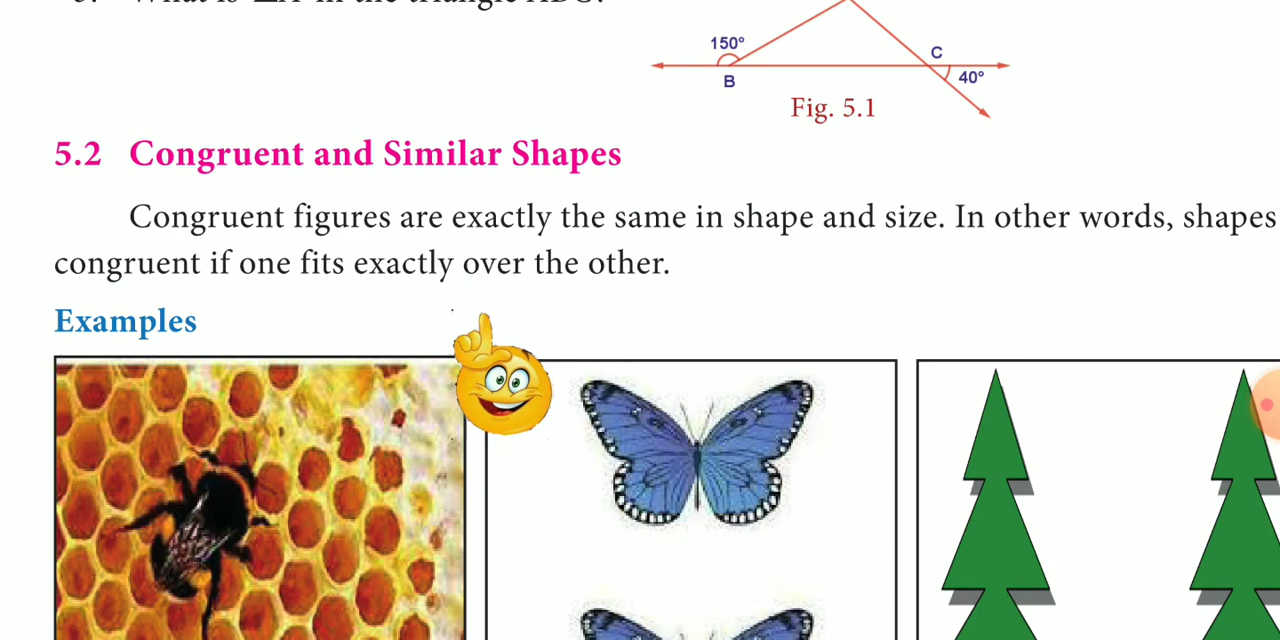 150°
C
B
40°
Fig. 5.1
5.2 Congruent and Similar Shapes
Congruent figures are exactly the same in shape and size. In other words, shapes
congruent if one fits exactly over the other.
Examples